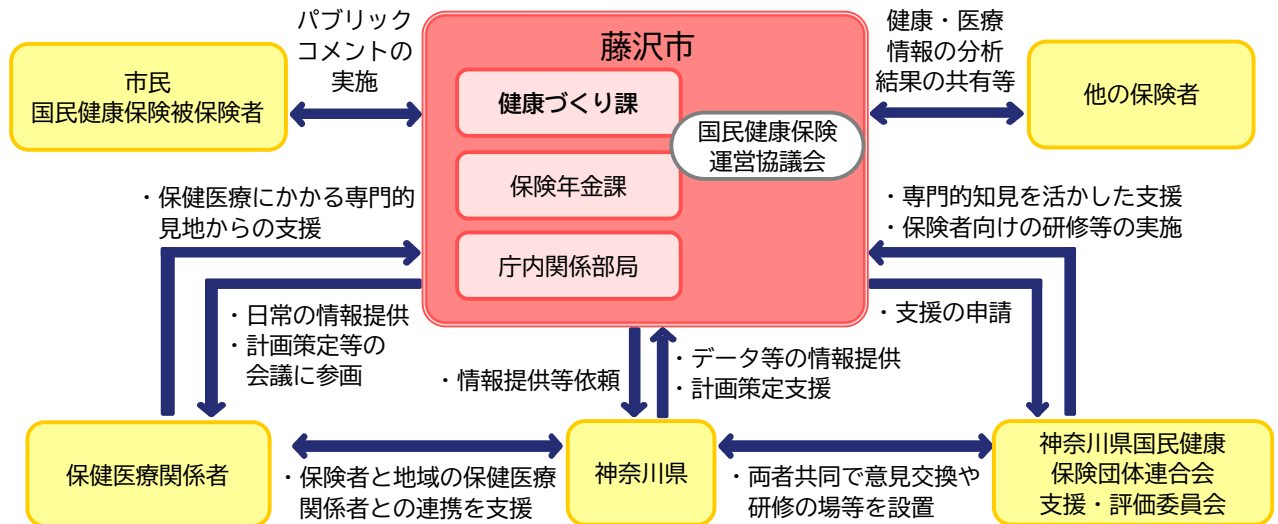 パブリック
コメントの
実施
藤沢市
健康・医療
情報の分析
結果の共有等
市民
国民健康保険被保険者
健康づくり課
国民健康保険
運営協議会
他の保険者
保険年金課
・保健医療にかかる専門的
見地からの支援
・専門的知見を活かした支援
・保険者向けの研修等の実施
庁内関係部局
・日常の情報提供
・計画策定等の
会議に参画
・支援の申請
・情報提供等依頼
・データ等の情報提供
・計画策定支援
保健医療関係者
・保険者と地域の保健医療
関係者との連携を支援
神奈川県
・両者共同で意見交換や
研修の場等を設置
神奈川県国民健康
保険団体連合会
支援・評価委員会